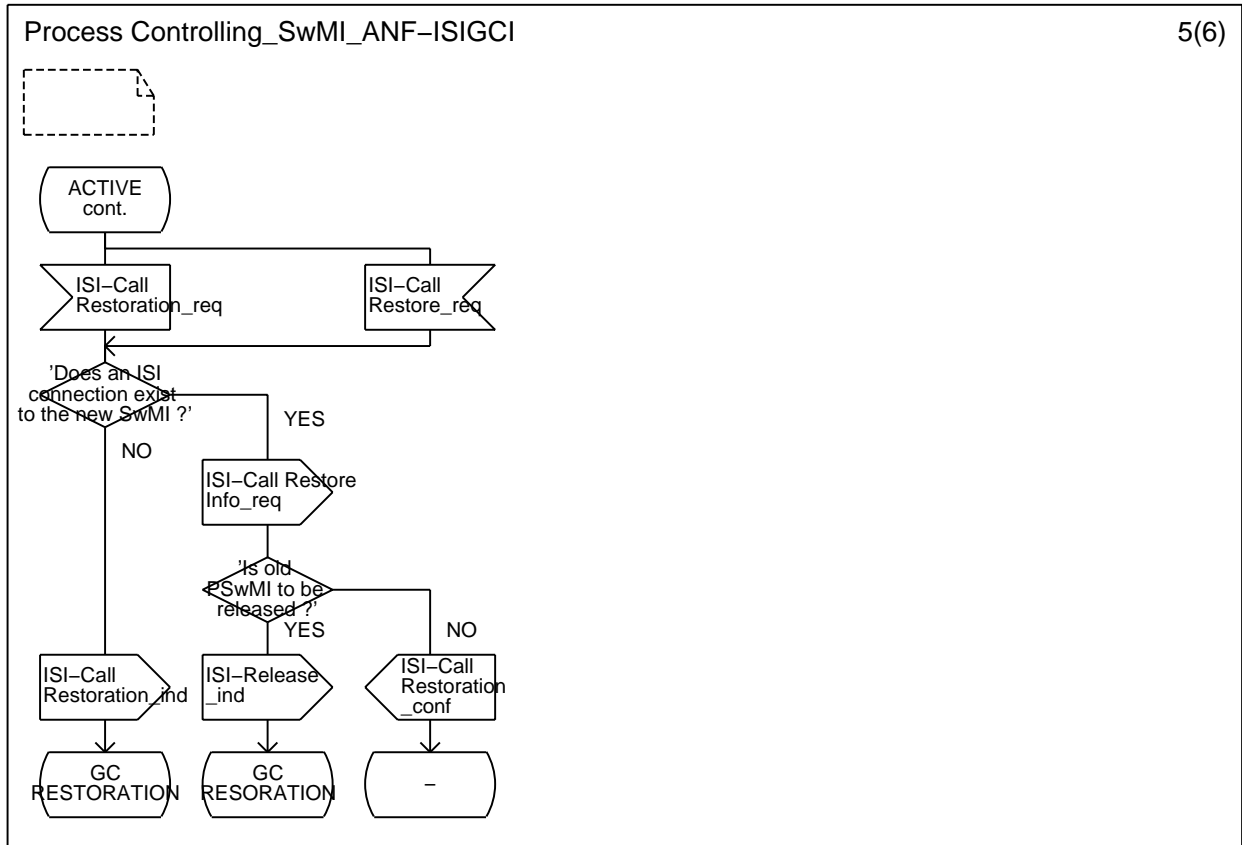 Process Controlling_SwMI_ANF−ISIGCI
5(6)
ACTIVE
cont.
ISI−Call
Restoration_req
ISI−Call
Restore_req
'Does an ISI
connection exist
to the new SwMI ?'
YES
NO
ISI−Call Restore
Info_req
'Is old
PSwMI to be
released ?'
YES
NO
ISI−Call
Restoration_ind
ISI−Release
_ind
ISI−Call
Restoration
_conf
GC
RESTORATION
GC
RESORATION
−